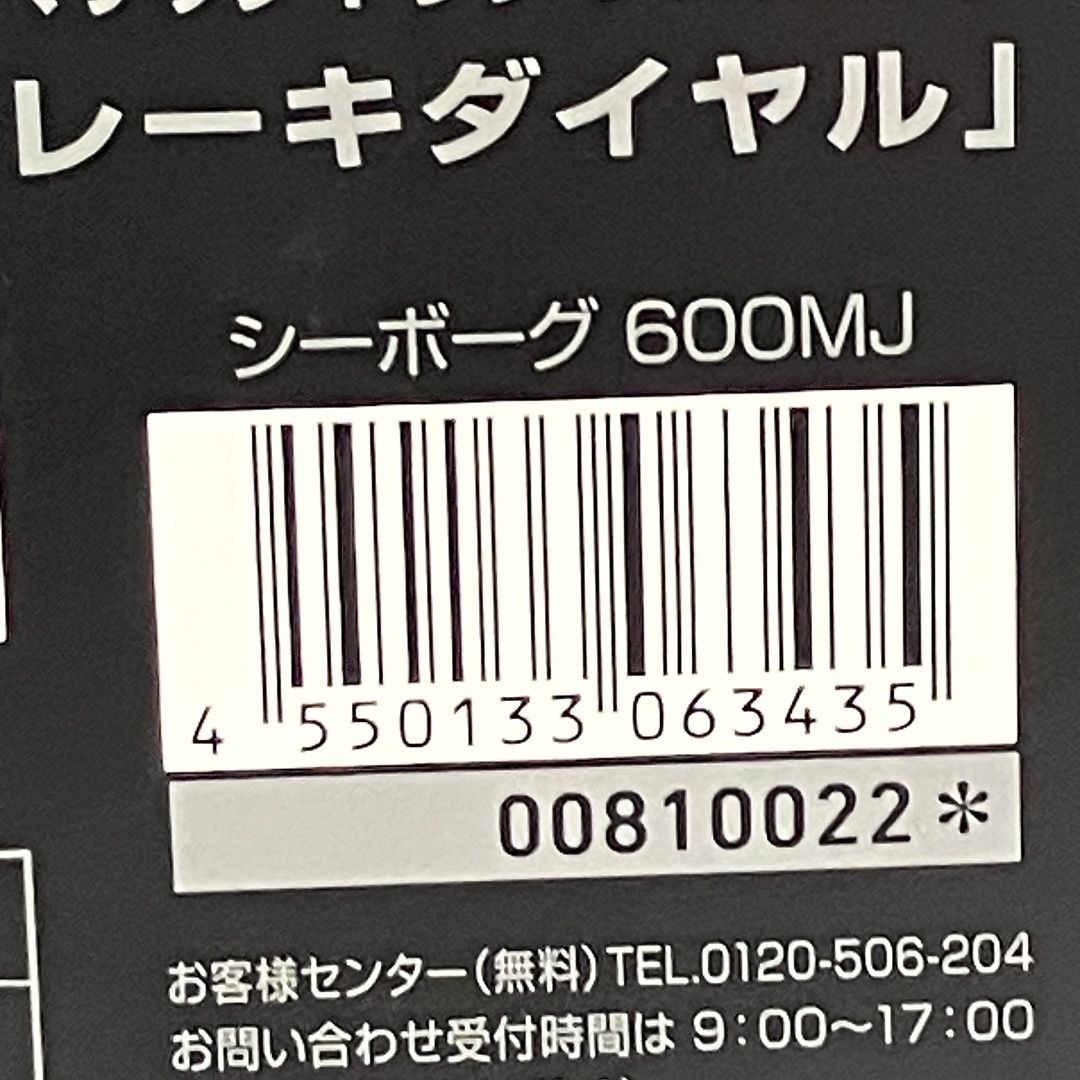 レーキダイヤル」
シーボーグ 600MJ
4 550133 063435
00810022*
お客様センター(無料)TEL.0120-506-204
お問い合わせ受付時間は 9:00〜17:00